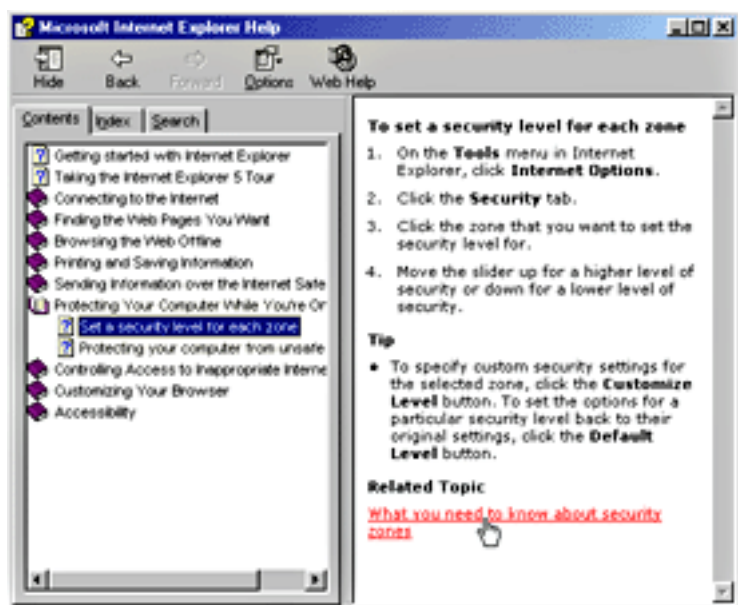 Microsoft Internet Explorer Help
Hide Back Forward Options Web Help
Contents Index Search
Getting started with Internet Explorer
Taking the Internet Explorer 5 Tour
Connecting to the Internet
Finding the Web Pages You Want
Browsing the Web Offline
Printing and Saving Information
Sending Information over the Internet Safe
Protecting Your Computer While You're Or
Set a security level for each zone
Protecting your computer from unsafe
Controlling Access to Inappropriate Interne
Customizing Your Browser
Accessibility
To set a security level for each zone
1. On the Tools menu in Internet
Explorer, click Internet Options.
2. Click the Security tab.
3. Click the zone that you want to set the
security level for.
4. Move the slider up for a higher level of
security or down for a lower level of
security.
Tip
• To specify custom security settings for
the selected zone, click the Customize
Level button. To set the options for a
particular security level back to their
original settings, click the Default
Level button.
Related Topic
What you need to know about security
zones